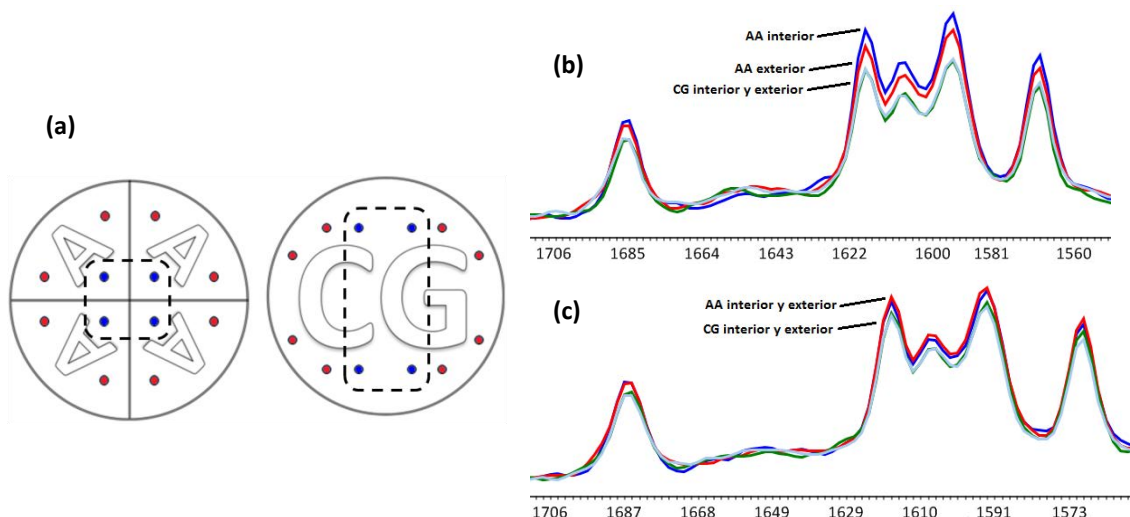 (a)
A A
A A
CG
(b)
AA interior
AA exterior
CG interior y exterior
1706 1685 1664 1643 1622 1600 1581 1560
(c)
AA interior y exterior
CG interior y exterior
1706 1687 1668 1649 1629 1610 1591 1573